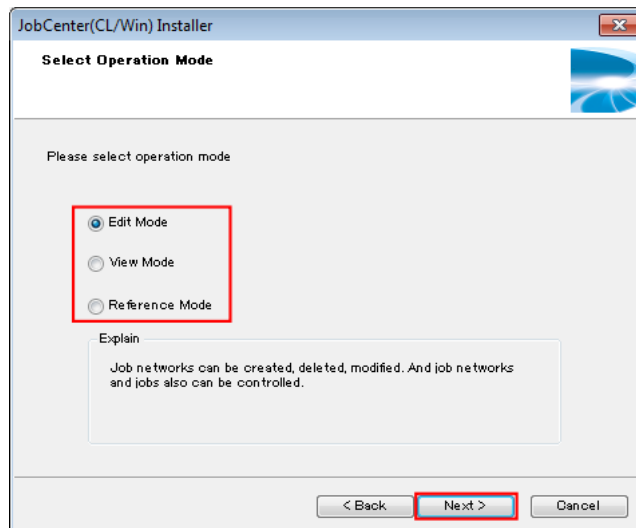 JobCenter(CL/Win) Installer
Select Operation Mode
Please select operation mode
Edit Mode
View Mode
Reference Mode
Explain
Job networks can be created, deleted, modified. And job networks
and jobs also can be controlled.
< Back
Next >
Cancel